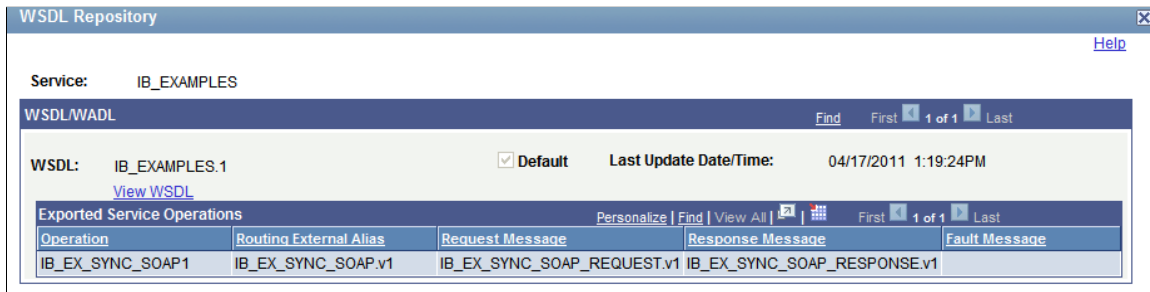 WSDL Repository
Help
Service: IB_EXAMPLES
WSDL/WADL Find First 1 of 1 Last
WSDL: IB_EXAMPLES.1 Default Last Update Date/Time: 04/17/2011 1:19:24PM
View WSDL
Exported Service Operations Personalize | Find | View All | | First 1 of 1 Last
Operation Routing External Alias Request Message Response Message Fault Message
IB_EX_SYNC_SOAP1 IB_EX_SYNC_SOAP.v1 IB_EX_SYNC_SOAP_REQUEST.v1 IB_EX_SYNC_SOAP_RESPONSE.v1